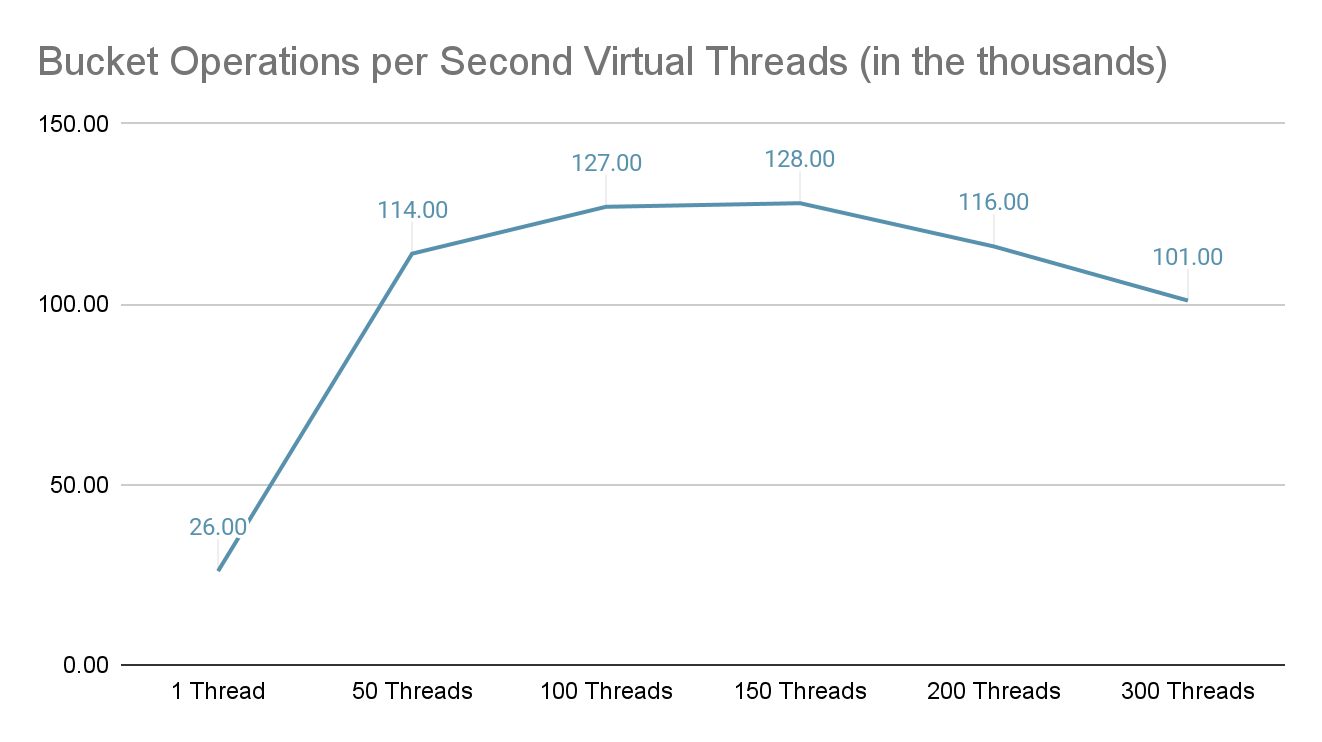 Bucket Operations per Second Virtual Threads (in the thousands)
150.00
100.00
50.00
0.00
26.00
114.00
127.00
128.00
116.00
101.00
1 Thread
50 Threads
100 Threads
150 Threads
200 Threads
300 Threads